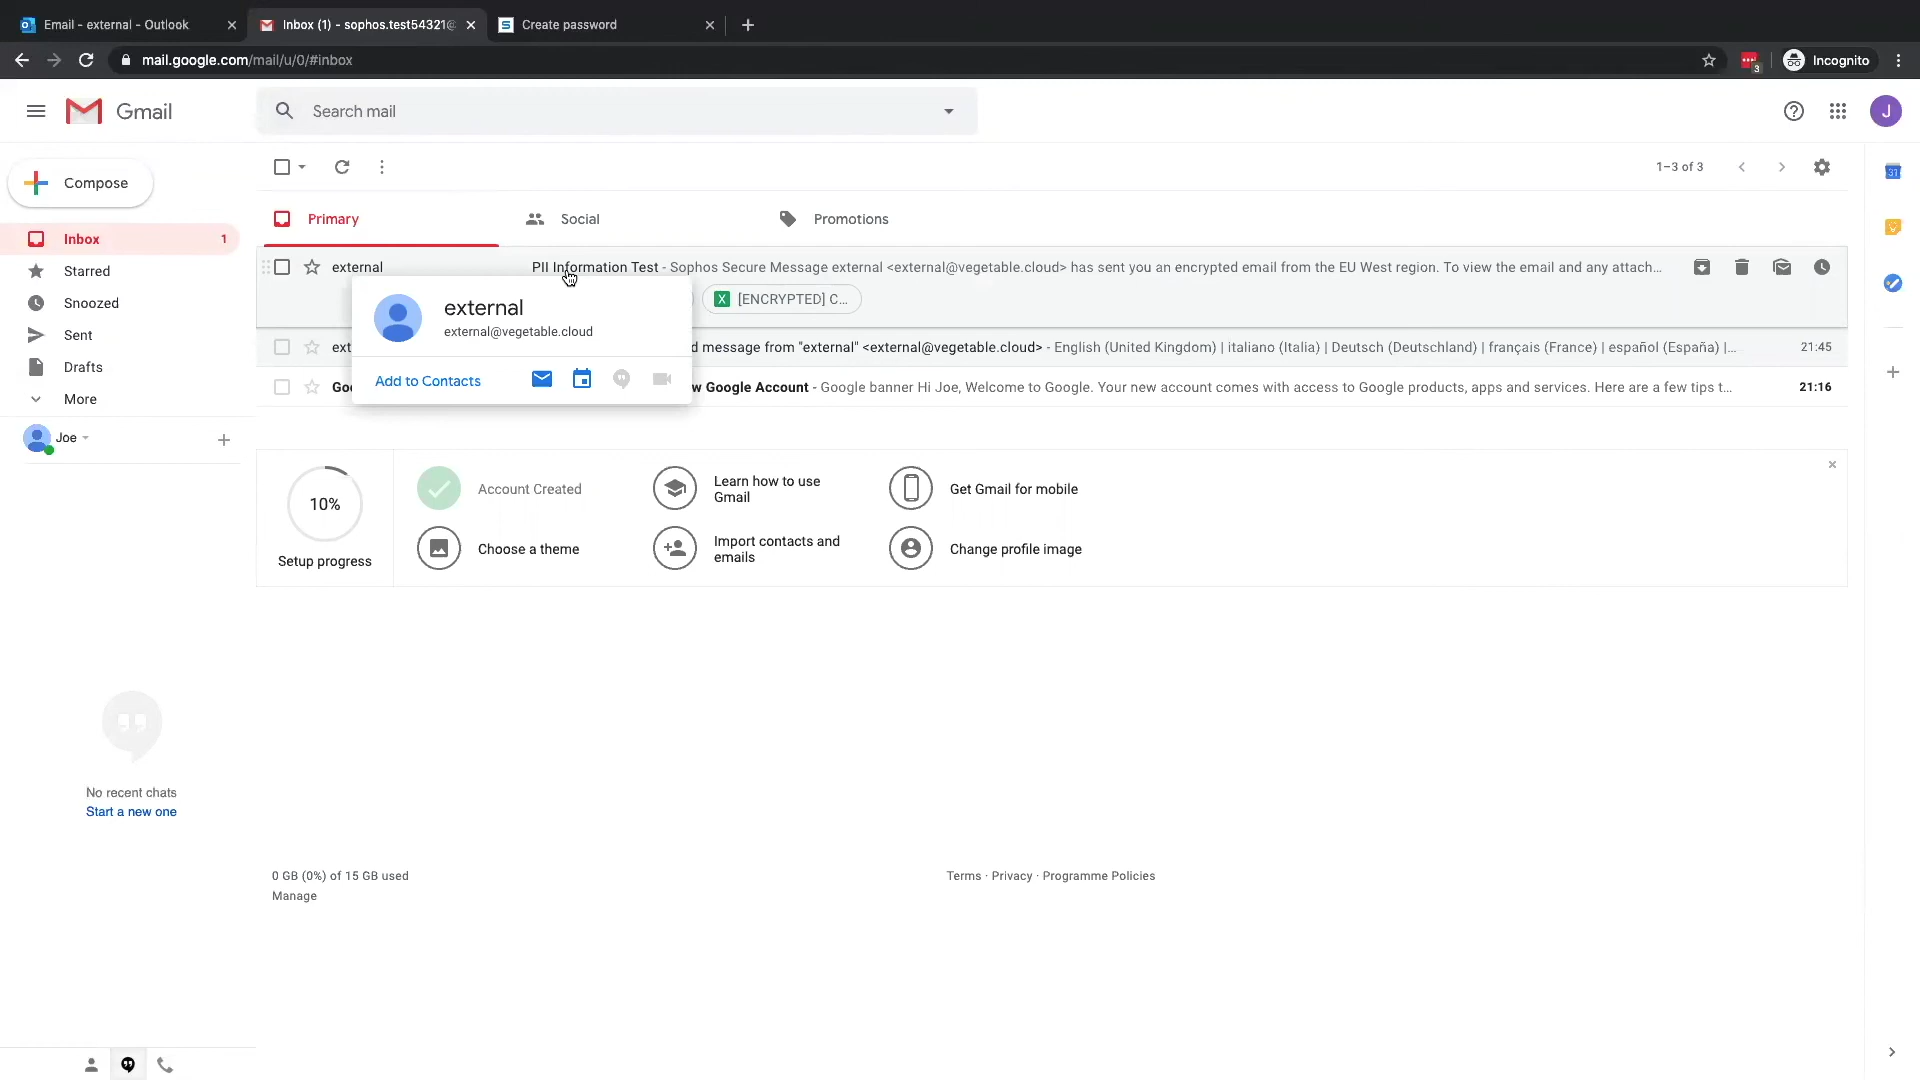 Email - external - Outlook
Inbox (1) - sophos.test54321@
Create password
mail.google.com/mail/u/0/#inbox
3
Incognito
Gmail
Search mail
J
Compose
1–3 of 3
31
Primary
Social
Promotions
Inbox
1
Starred
Snoozed
Sent
Drafts
More
Joe
external
PII Information Test - Sophos Secure Message external <external@vegetable.cloud> has sent you an encrypted email from the EU West region. To view the email and any attach...
X [ENCRYPTED] C...
external
external@vegetable.cloud
Add to Contacts
ext
d message from "external" <external@vegetable.cloud> - English (United Kingdom) | italiano (Italia) | Deutsch (Deutschland) | français (France) | español (España) |...
21:45
Goo
w Google Account - Google banner Hi Joe, Welcome to Google. Your new account comes with access to Google products, apps and services. Here are a few tips t...
21:16
10%
Setup progress
Account Created
Learn how to use
Gmail
Get Gmail for mobile
Choose a theme
Import contacts and
emails
Change profile image
No recent chats
Start a new one
0 GB (0%) of 15 GB used
Manage
Terms · Privacy · Programme Policies